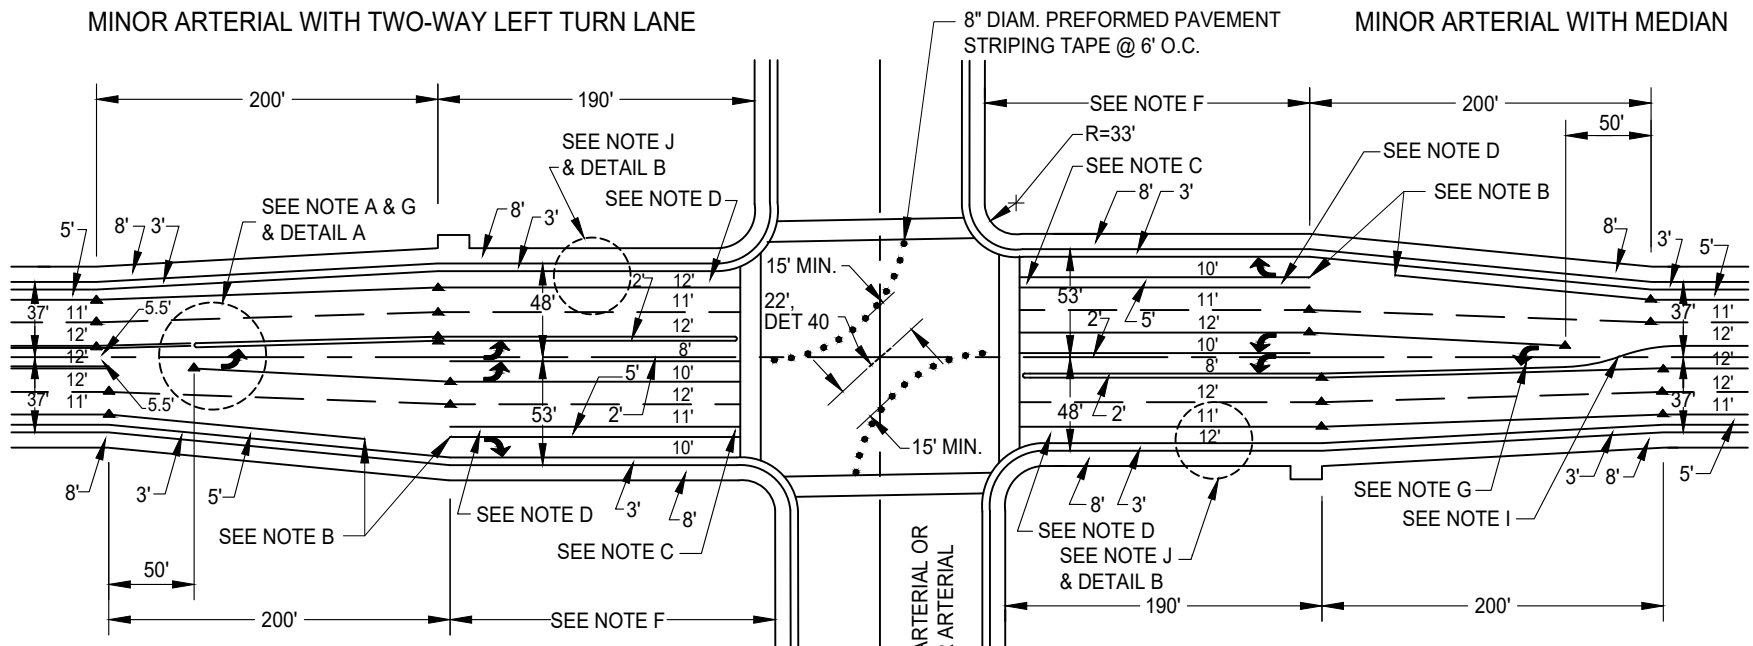 MINOR ARTERIAL WITH TWO-WAY LEFT TURN LANE
8" DIAM. PREFORMED PAVEMENT
STRIPING TAPE @ 6' O.C.
MINOR ARTERIAL WITH MEDIAN
200'
190'
SEE NOTE F
200'
50'
SEE NOTE J
& DETAIL B
R=33'
SEE NOTE C
SEE NOTE D
SEE NOTE B
SEE NOTE A & G
& DETAIL A
SEE NOTE D
5'
8'
3'
8'
3'
8'
3'
8'
3'
5'
37'
11'
12'
12'
12'
11'
37'
5.5'
5.5'
48'
2'
12'
11'
12'
8'
10'
12'
11'
10'
5'
2'
53'
15' MIN.
22',
DET 40
15' MIN.
53'
10'
11'
12'
10'
8'
12'
11'
12'
5'
2'
2'
48'
37'
11'
12'
12'
12'
11'
37'
8'
3'
5'
SEE NOTE B
SEE NOTE D
3'
8'
SEE NOTE C
8'
3'
SEE NOTE D
SEE NOTE J
& DETAIL B
SEE NOTE G
SEE NOTE I
3'
8'
5'
50'
200'
SEE NOTE F
190'
200'
ARTERIAL OR
ARTERIAL